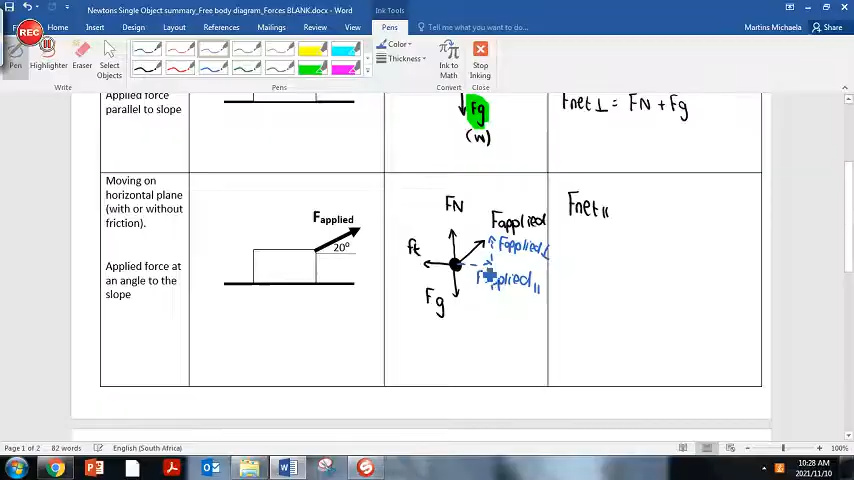 Newtons Single Object summary_Free body diagram_Forces BLANK.docx - Word
Ink Tools
Martins Michaela
Share
REC
Home
Insert
Design
Layout
References
Mailings
Review
View
Pens
Tell me what you want to do...
Pen
Highlighter
Eraser
Select
Objects
Color
Thickness
Ink to
Math
Stop
Inking
Write
Pens
Convert
Close
Applied force
parallel to slope
Fg
(w)
Fnet⊥ = FN + Fg
Moving on
horizontal plane
(with or without
friction).
Applied force at
an angle to the
slope
Fapplied
20⁰
FN
Fapplied
Fapplied⊥
Fapplied||
Fg
Fnet||
Page 1 of 2
82 words
English (South Africa)
100%
10:28 AM
2021/11/10